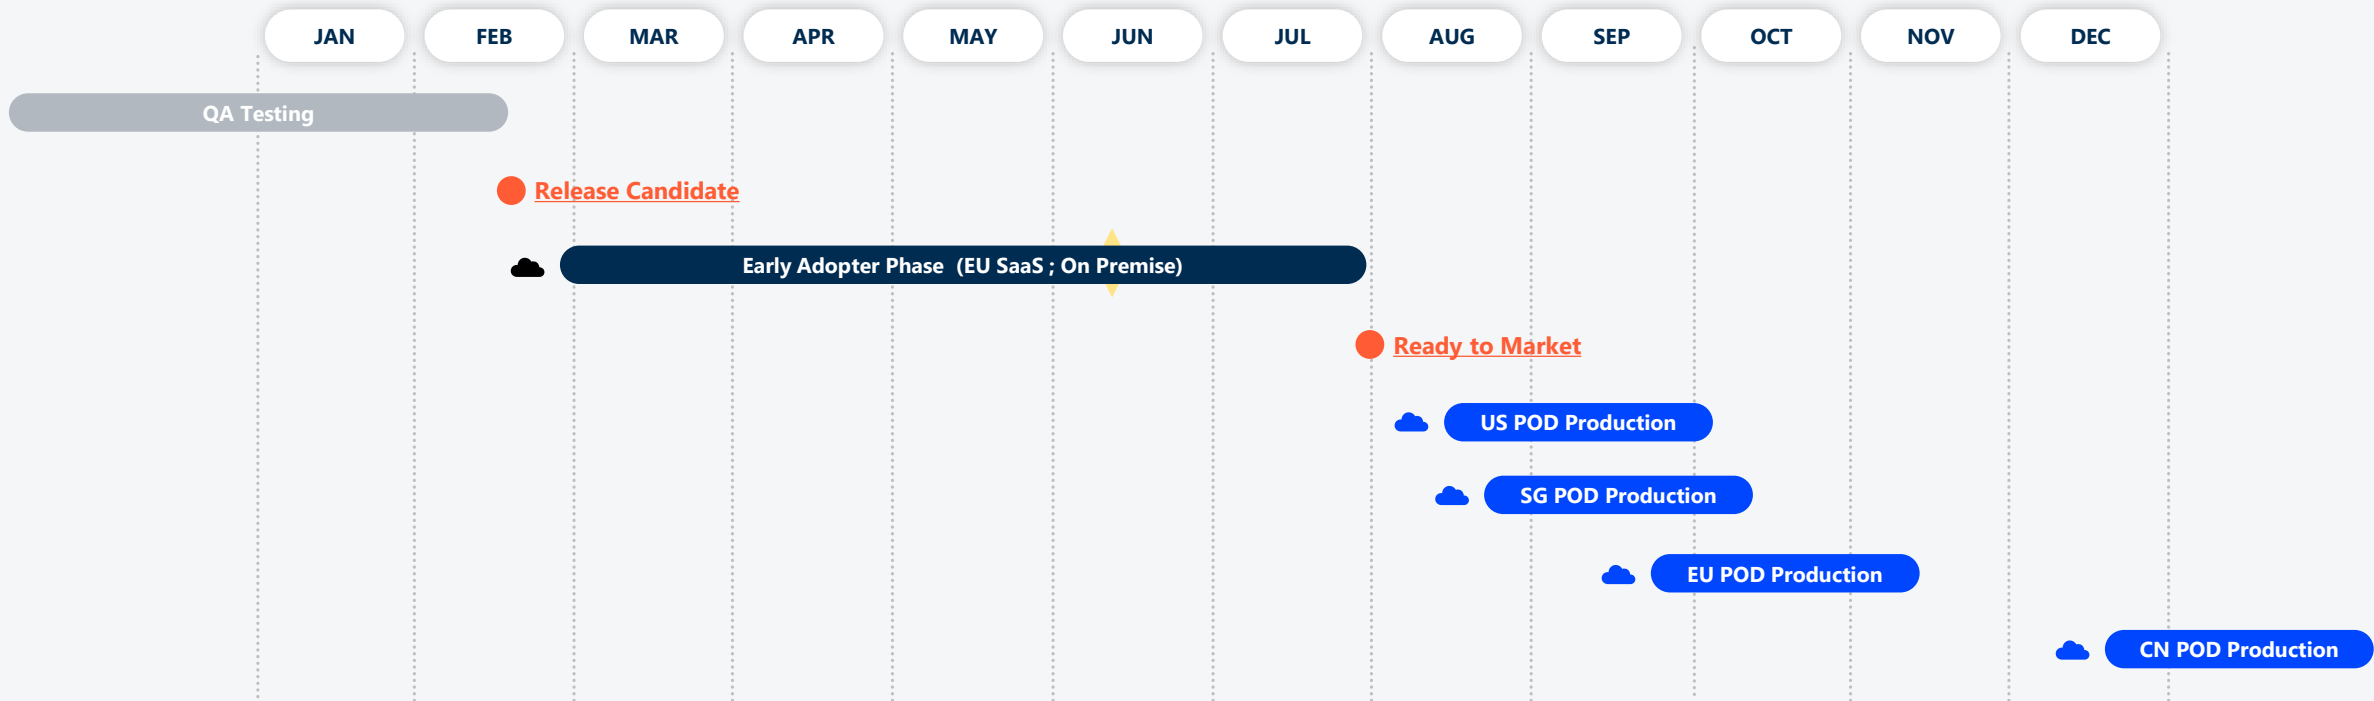 JAN FEB MAR APR MAY JUN JUL AUG SEP OCT NOV DEC
QA Testing
Release Candidate
Early Adopter Phase  (EU SaaS ; On Premise)
Ready to Market
US POD Production
SG POD Production
EU POD Production
CN POD Production